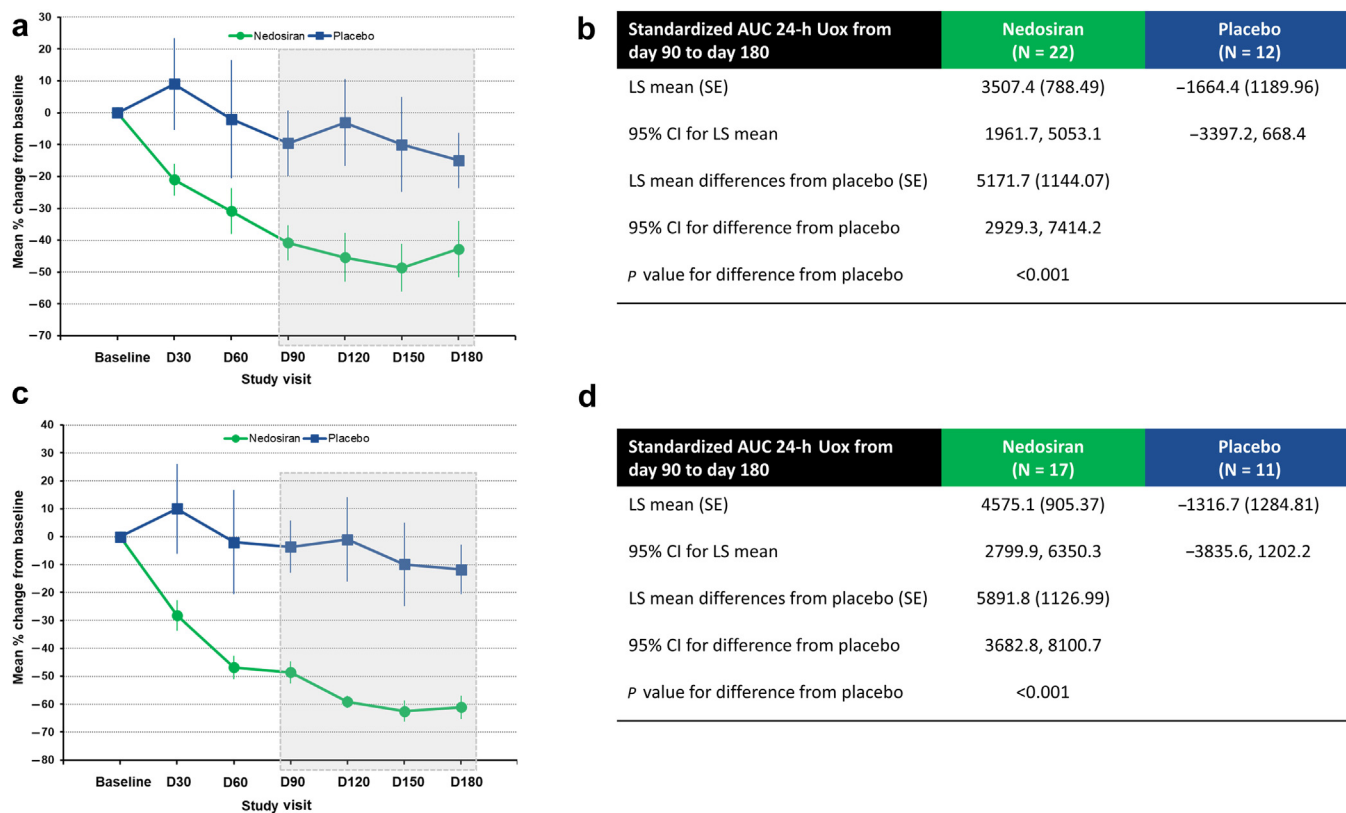 a
30
20
10
0
−10
−20
−30
−40
−50
−60
−70
Mean % change from baseline
Nedosiran Placebo
Baseline D30 D60 D90 D120 D150 D180
Study visit
b
Standardized AUC 24-h Uox from
day 90 to day 180
Nedosiran
(N = 22)
Placebo
(N = 12)
LS mean (SE) 3507.4 (788.49) −1664.4 (1189.96)
95% CI for LS mean 1961.7, 5053.1 −3397.2, 668.4
LS mean differences from placebo (SE) 5171.7 (1144.07)
95% CI for difference from placebo 2929.3, 7414.2
P value for difference from placebo <0.001
c
40
30
20
10
0
−10
−20
−30
−40
−50
−60
−70
−80
Mean % change from baseline
Nedosiran Placebo
Baseline D30 D60 D90 D120 D150 D180
Study visit
d
Standardized AUC 24-h Uox from
day 90 to day 180
Nedosiran
(N = 17)
Placebo
(N = 11)
LS mean (SE) 4575.1 (905.37) −1316.7 (1284.81)
95% CI for LS mean 2799.9, 6350.3 −3835.6, 1202.2
LS mean differences from placebo (SE) 5891.8 (1126.99)
95% CI for difference from placebo 3682.8, 8100.7
P value for difference from placebo <0.001